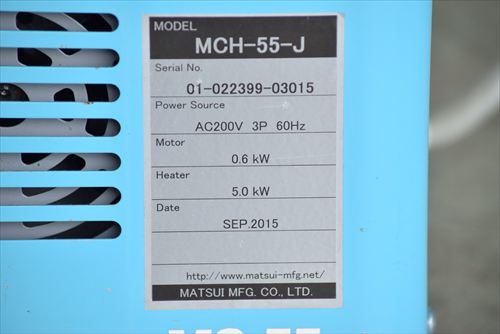 MODEL
MCH-55-J
Serial No.
01-022399-03015
Power Source
AC200V 3P 60Hz
Motor
0.6 kW
Heater
5.0 kW
Date
SEP.2015
http://www.matsui-mfg.net/
MATSUI MFG. CO., LTD.